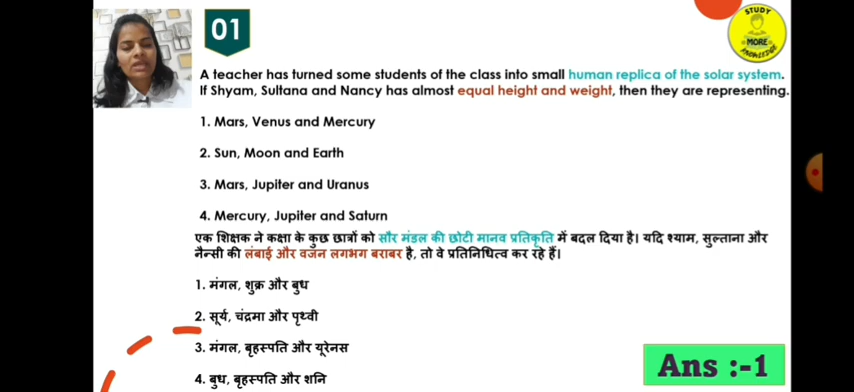 01
STUDY
MORE
KNOWLEDGE
A teacher has turned some students of the class into small human replica of the solar system.
If Shyam, Sultana and Nancy has almost equal height and weight, then they are representing.
1. Mars, Venus and Mercury
2. Sun, Moon and Earth
3. Mars, Jupiter and Uranus
4. Mercury, Jupiter and Saturn
एक शिक्षक ने कक्षा के कुछ छात्रों को सौर मंडल की छोटी मानव प्रतिकृति में बदल दिया है। यदि श्याम, सुल्ताना और
नैन्सी की लंबाई और वजन लगभग बराबर है, तो वे प्रतिनिधित्व कर रहे हैं।
1. मंगल, शुक्र और बुध
2. सूर्य, चंद्रमा और पृथ्वी
3. मंगल, बृहस्पति और यूरेनस
4. बुध, बृहस्पति और शनि
Ans :-1